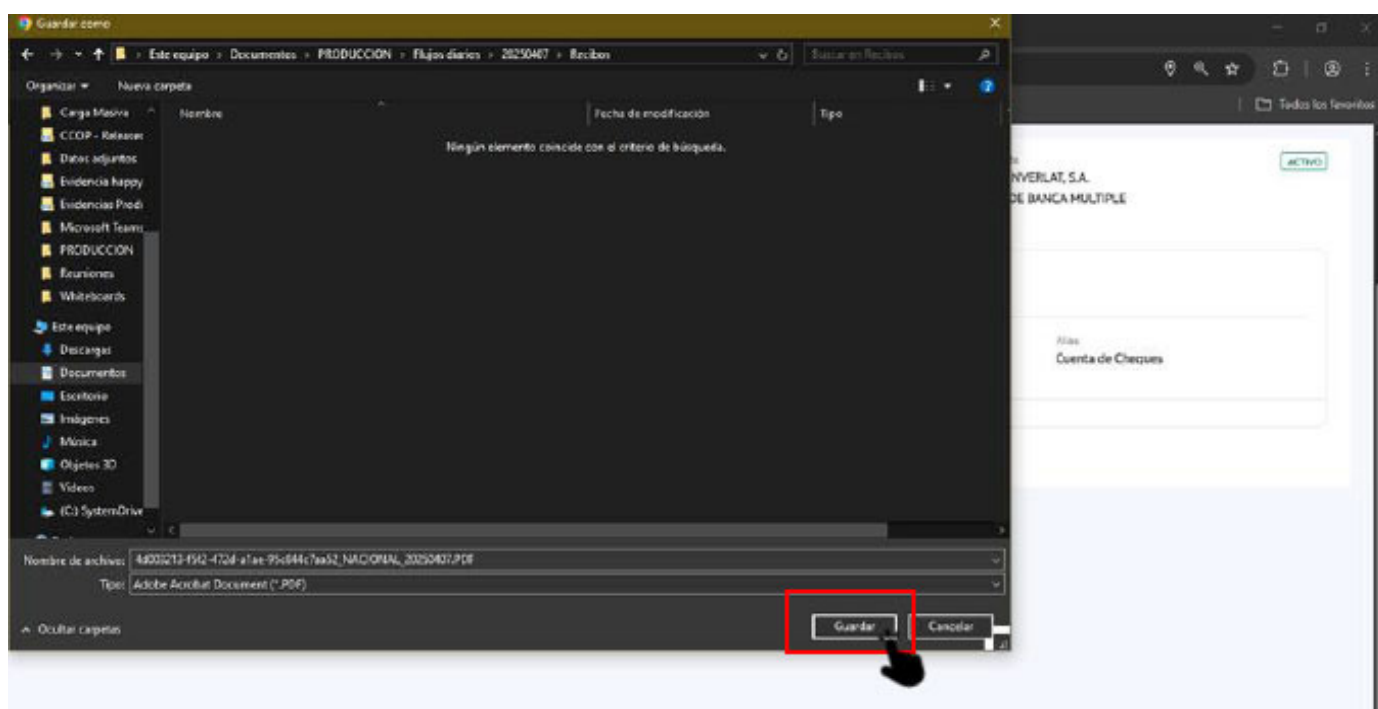 Guardar como
Este equipo > Documentos > PRODUCCION > Flujos diarios > 20250407 > Recibos
Buscar en Recibos
Organizar
Nueva carpeta
Carga Masiva
CCOP - Releases
Datos adjuntos
Evidencia happy
Evidencias Prod
Microsoft Teams
PRODUCCION
Reuniones
Whiteboards
Este equipo
Descargas
Documentos
Escritorio
Imágenes
Música
Objetos 3D
Vídeos
(C:) SystemDrive
Nombre
Fecha de modificación
Tipo
Ningún elemento coincide con el criterio de búsqueda.
Nombre de archivo:
Tipo: Adobe Acrobat Document (*.PDF)
Ocultar carpetas
Guardar
Cancelar
Todos los favoritos
NVERLAT, S.A.
DE BANCA MULTIPLE
ACTIVO
Alias
Cuenta de Cheques